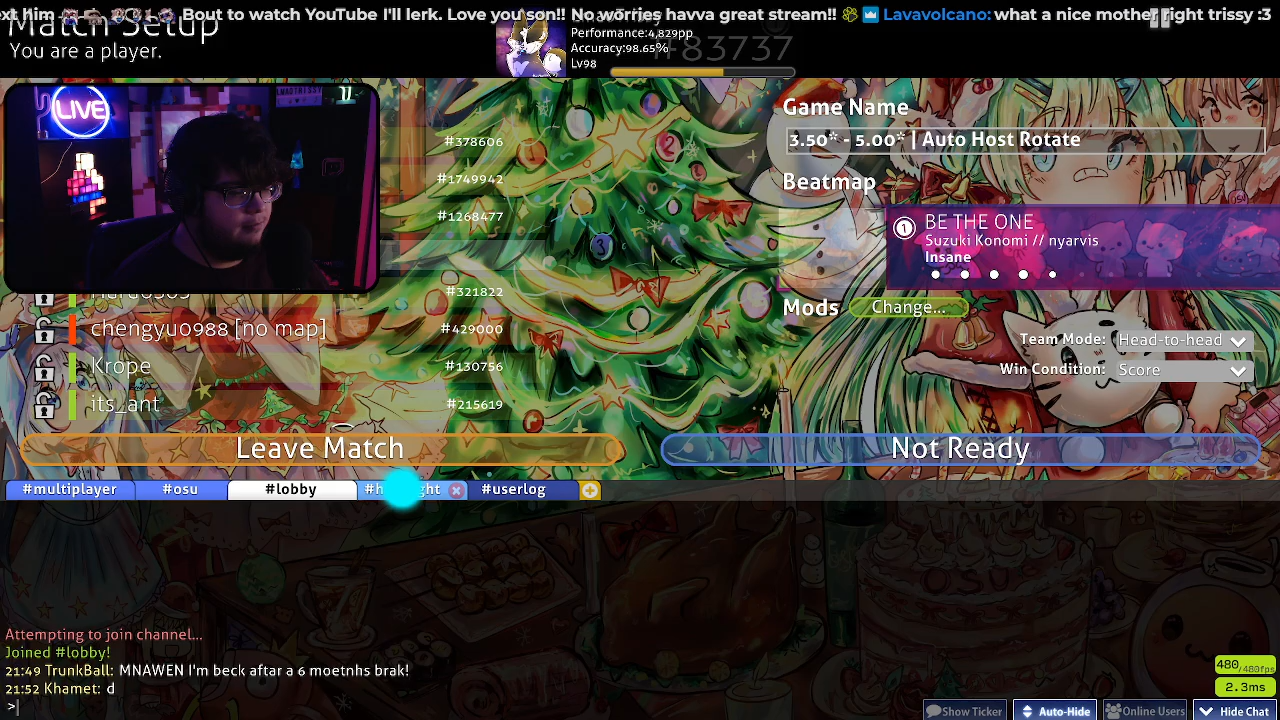 ext him Bout to watch YouTube I'll lerk. Love you son!! No worries havva great stream!! Lavavolcano: what a nice mother right trissy :3
Match Setup
You are a player.
Performance:4,829pp
Accuracy:98.65%
Lv98
#83737
LIVE
#378606
#1749942
#1268477
#321822
chengyuo988 [no map]
#429000
Krope
#130756
its_ant
#215619
Game Name
3.50* - 5.00* | Auto Host Rotate
Beatmap
BE THE ONE
Suzuki Konomi // nyarvis
Insane
Mods
Change...
Team Mode: Head-to-head
Win Condition: Score
Leave Match
Not Ready
#multiplayer
#osu
#lobby
#userlog
Attempting to join channel...
Joined #lobby!
21:49 TrunkBall: MNAWEN I'm beck aftar a 6 moetnhs brak!
21:52 Khamet: d
>
480/480fps
2.3ms
Show Ticker
Auto-Hide
Online Users
Hide Chat